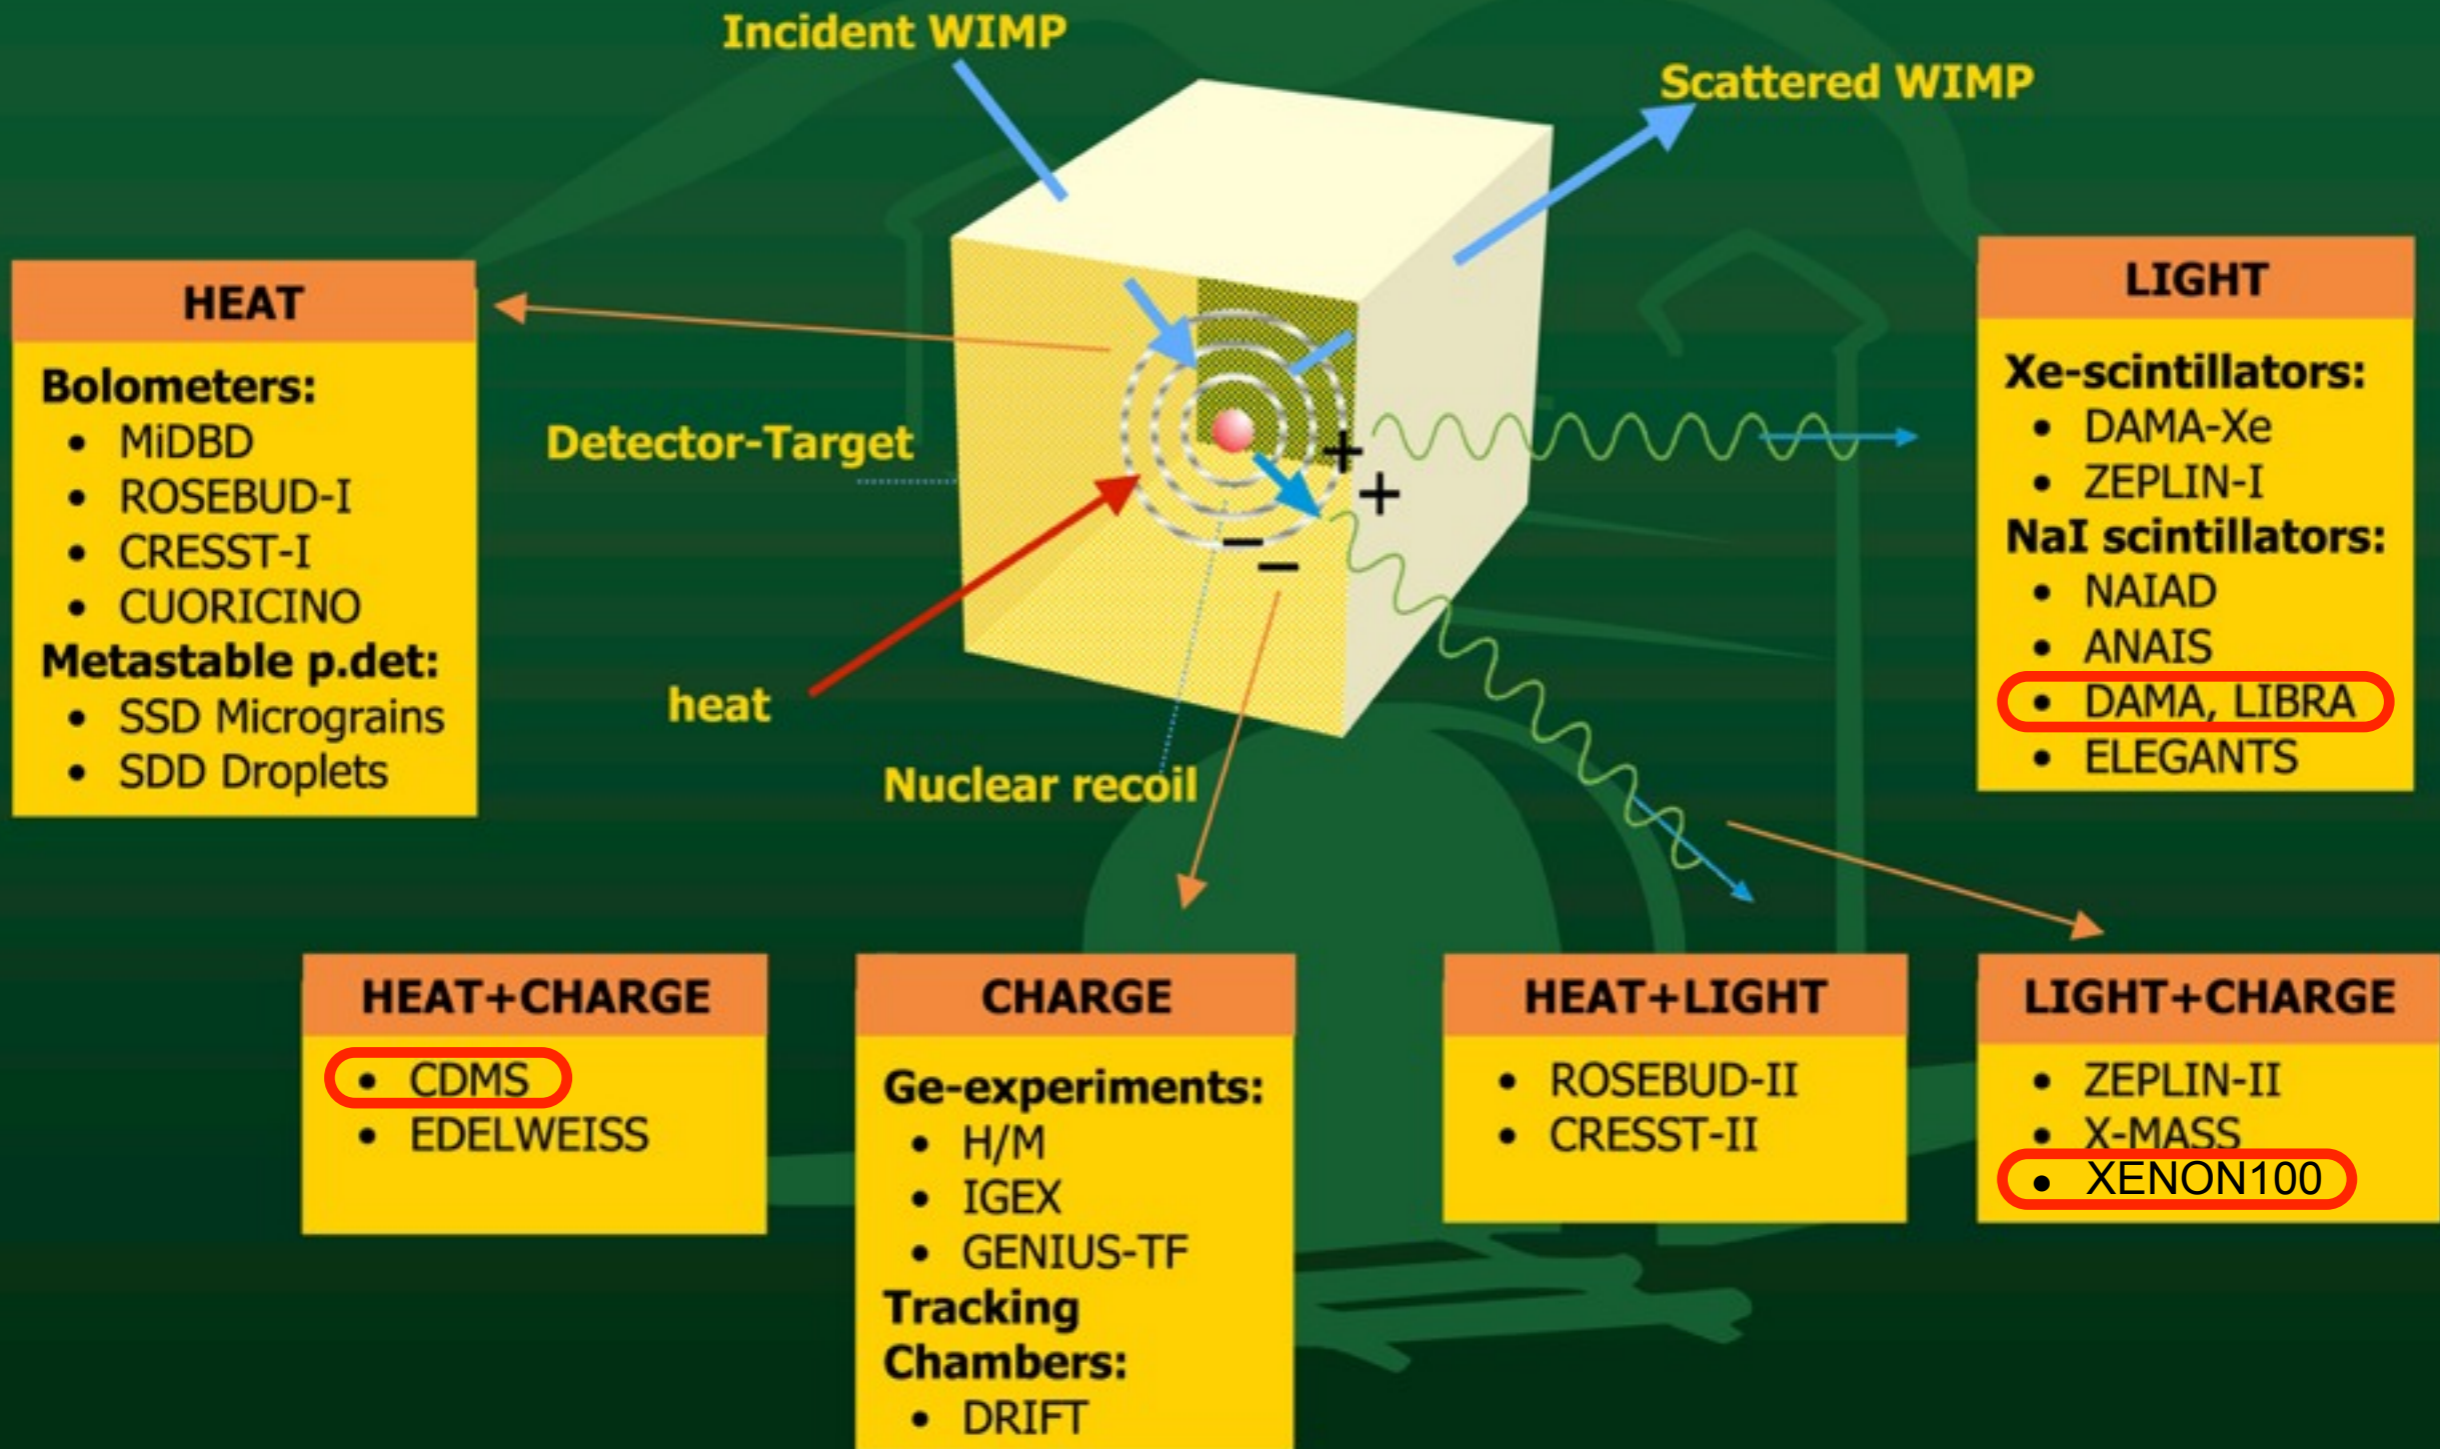 Incident WIMP
Scattered WIMP
HEAT
Bolometers:
• MiDBD
• ROSEBUD-I
• CRESST-I
• CUORICINO
Metastable p.det:
• SSD Micrograins
• SDD Droplets
Detector-Target
+
+
−
−
heat
Nuclear recoil
LIGHT
Xe-scintillators:
• DAMA-Xe
• ZEPLIN-I
NaI scintillators:
• NAIAD
• ANAIS
• DAMA, LIBRA
• ELEGANTS
HEAT+CHARGE
• CDMS
• EDELWEISS
CHARGE
Ge-experiments:
• H/M
• IGEX
• GENIUS-TF
Tracking
Chambers:
• DRIFT
HEAT+LIGHT
• ROSEBUD-II
• CRESST-II
LIGHT+CHARGE
• ZEPLIN-II
• X-MASS
• XENON100